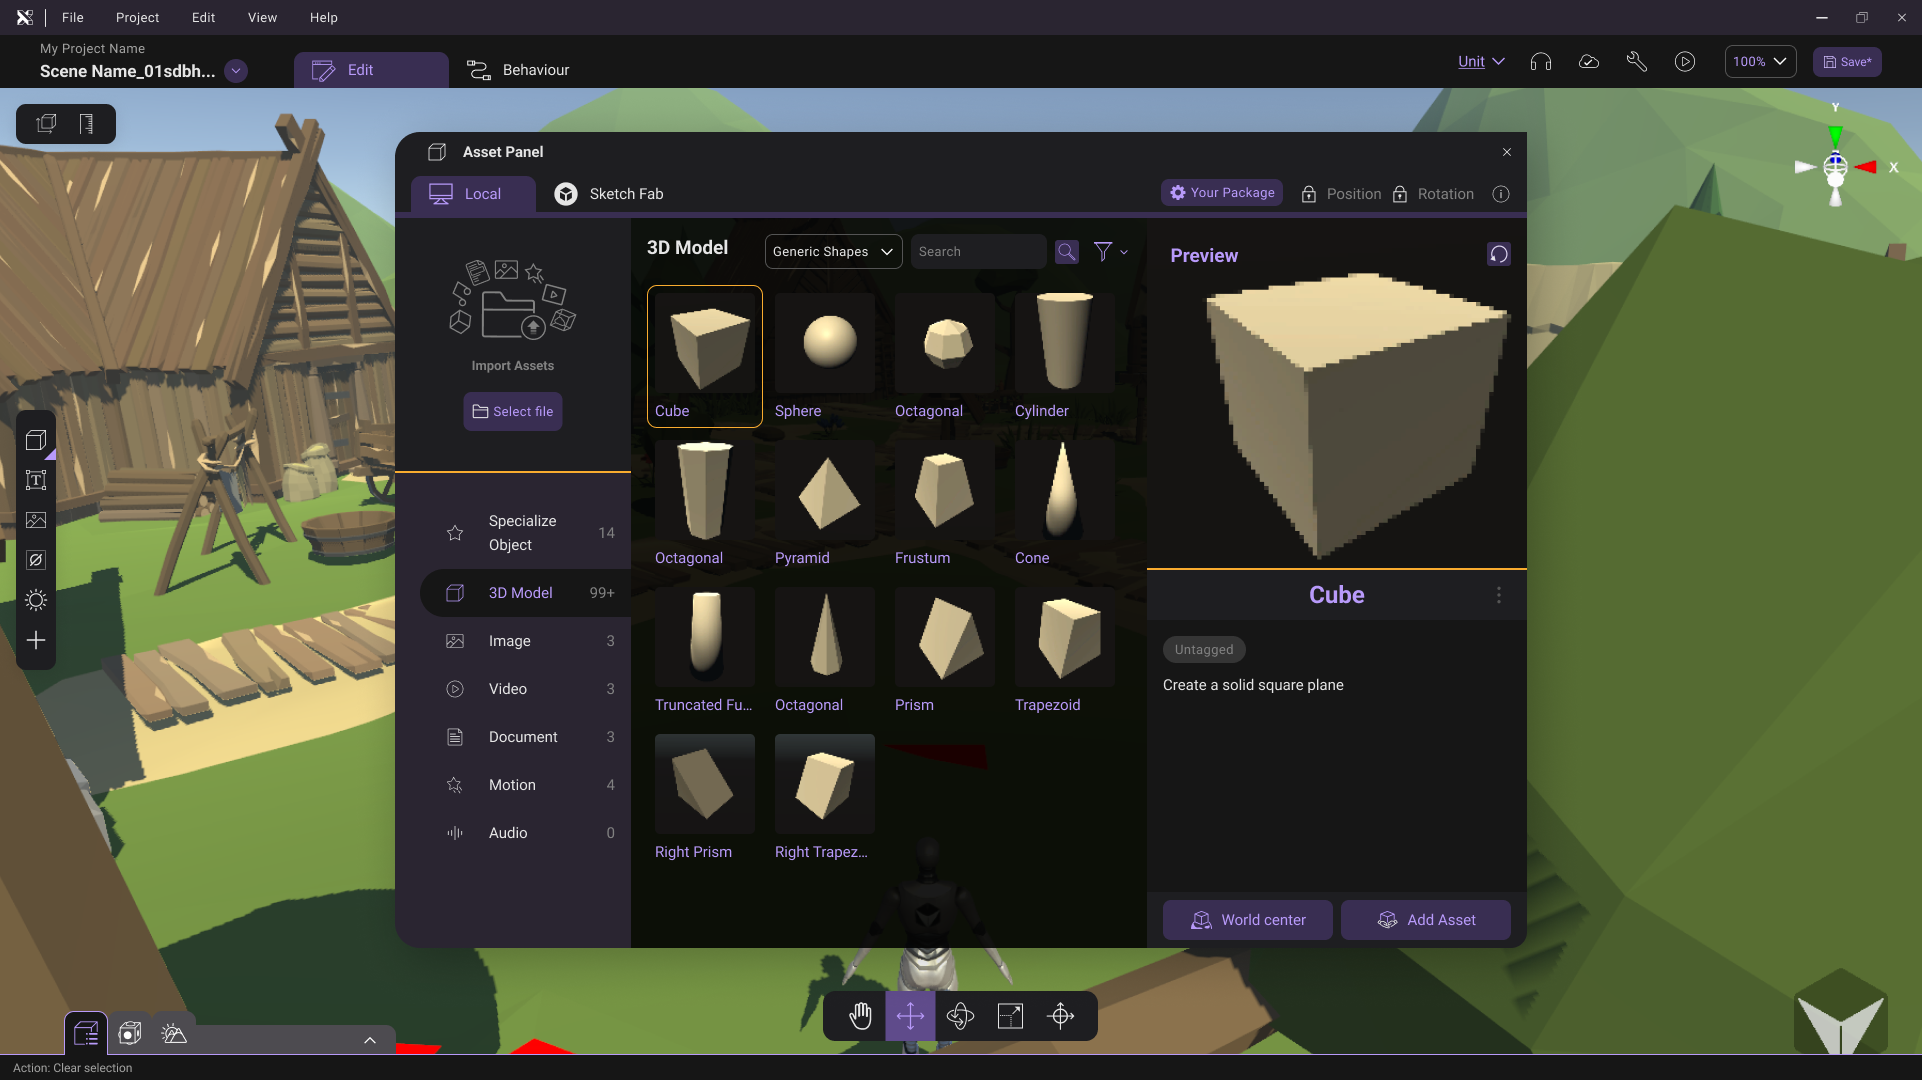 File Project Edit View Help
My Project Name
Scene Name_01sdbh...
Edit
Behaviour
Unit
100%
Save*
Y
X
Asset Panel
Local
Sketch Fab
Your Package
Position
Rotation
Import Assets
Select file
Specialize Object 14
3D Model 99+
Image 3
Video 3
Document 3
Motion 4
Audio 0
3D Model
Generic Shapes
Search
Cube Sphere Octagonal Cylinder
Octagonal Pyramid Frustum Cone
Truncated Fu... Octagonal Prism Trapezoid
Right Prism Right Trapez...
Preview
Cube
Untagged
Create a solid square plane
World center
Add Asset
Action: Clear selection